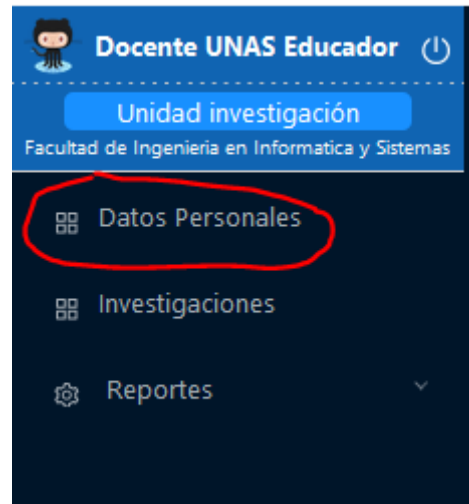 Docente UNAS Educador
Unidad investigación
Facultad de Ingenieria en Informatica y Sistemas
Datos Personales
Investigaciones
Reportes